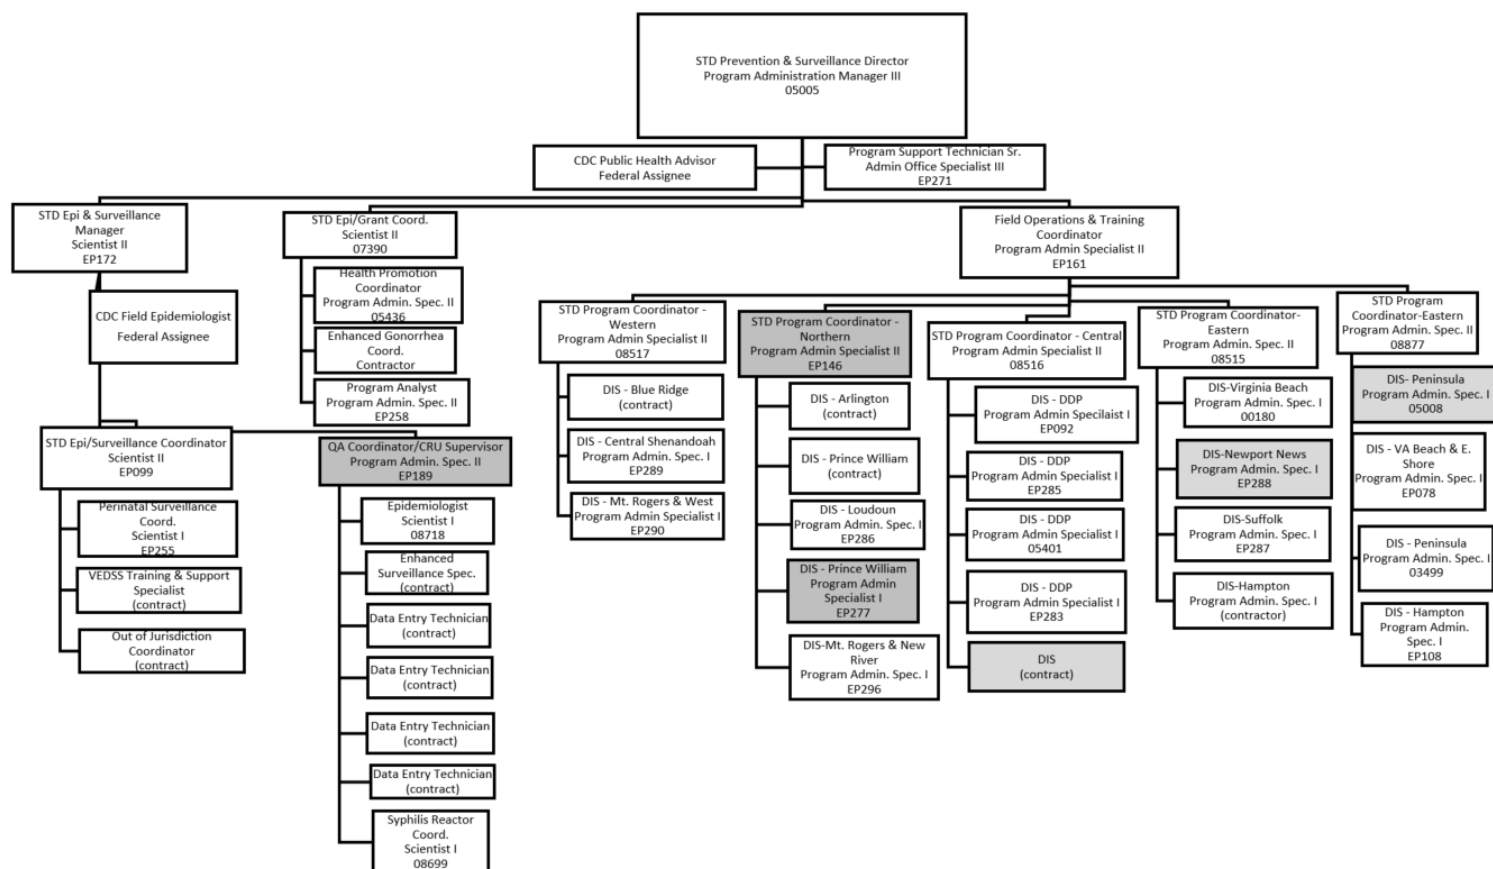 STD Prevention & Surveillance Director
Program Administration Manager III
05005
CDC Public Health Advisor
Federal Assignee
Program Support Technician Sr.
Admin Office Specialist III
EP271
STD Epi & Surveillance
Manager
Scientist II
EP172
STD Epi/Grant Coord.
Scientist II
07390
Field Operations & Training
Coordinator
Program Admin Specialist II
EP161
CDC Field Epidemiologist
Federal Assignee
Health Promotion
Coordinator
Program Admin. Spec. II
05436
Enhanced Gonorrhea
Coord.
Contractor
Program Analyst
Program Admin. Spec. II
EP258
STD Epi/Surveillance Coordinator
Scientist II
EP099
Perinatal Surveillance
Coord.
Scientist I
EP255
VEDSS Training & Support
Specialist
(contract)
Out of Jurisdiction
Coordinator
(contract)
QA Coordinator/CRU Supervisor
Program Admin. Spec. II
EP189
Epidemiologist
Scientist I
08718
Enhanced
Surveillance Spec.
(contract)
Data Entry Technician
(contract)
Data Entry Technician
(contract)
Data Entry Technician
(contract)
Data Entry Technician
(contract)
Syphilis Reactor
Coord.
Scientist I
08699
STD Program Coordinator -
Western
Program Admin Specialist II
08517
DIS - Blue Ridge
(contract)
DIS - Central Shenandoah
Program Admin. Spec. I
EP289
DIS - Mt. Rogers & West
Program Admin Specialist I
EP290
STD Program Coordinator -
Northern
Program Admin Specialist II
EP146
DIS - Arlington
(contract)
DIS - Prince William
(contract)
DIS - Loudoun
Program Admin. Spec. I
EP286
DIS - Prince William
Program Admin
Specialist I
EP277
DIS-Mt. Rogers & New
River
Program Admin. Spec. I
EP296
STD Program Coordinator - Central
Program Admin Specialist II
08516
DIS - DDP
Program Admin Specilaist I
EP092
DIS - DDP
Program Admin Specialist I
EP285
DIS - DDP
Program Admin Specialist I
05401
DIS - DDP
Program Admin Specialist I
EP283
DIS
(contract)
STD Program Coordinator-
Eastern
Program Admin. Spec. II
08515
DIS-Virginia Beach
Program Admin. Spec. I
00180
DIS-Newport News
Program Admin. Spec. I
EP288
DIS-Suffolk
Program Admin. Spec. I
EP287
DIS-Hampton
Program Admin. Spec. I
(contractor)
STD Program
Coordinator-Eastern
Program Admin. Spec. II
08877
DIS- Peninsula
Program Admin. Spec. I
05008
DIS - VA Beach & E.
Shore
Program Admin. Spec. I
EP078
DIS - Peninsula
Program Admin. Spec. I
03499
DIS - Hampton
Program Admin.
Spec. I
EP108